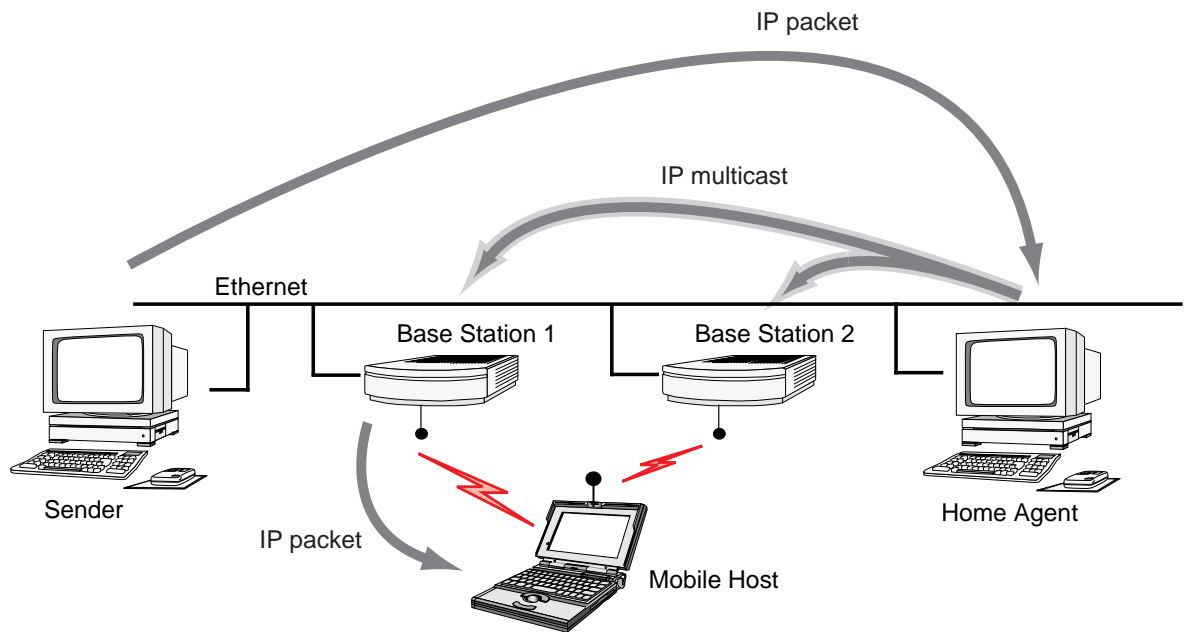 IP packet
IP multicast
Ethernet
Base Station 1
Base Station 2
Sender
Home Agent
IP packet
Mobile Host